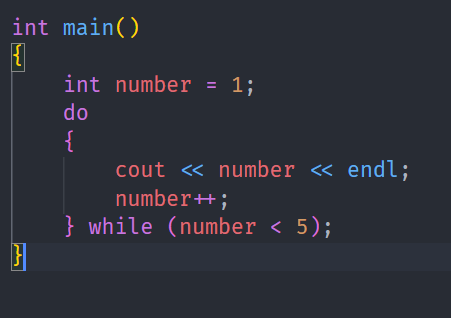 int main()
{
    int number = 1;
    do
    {
        cout << number << endl;
        number++;
    } while (number < 5);
}